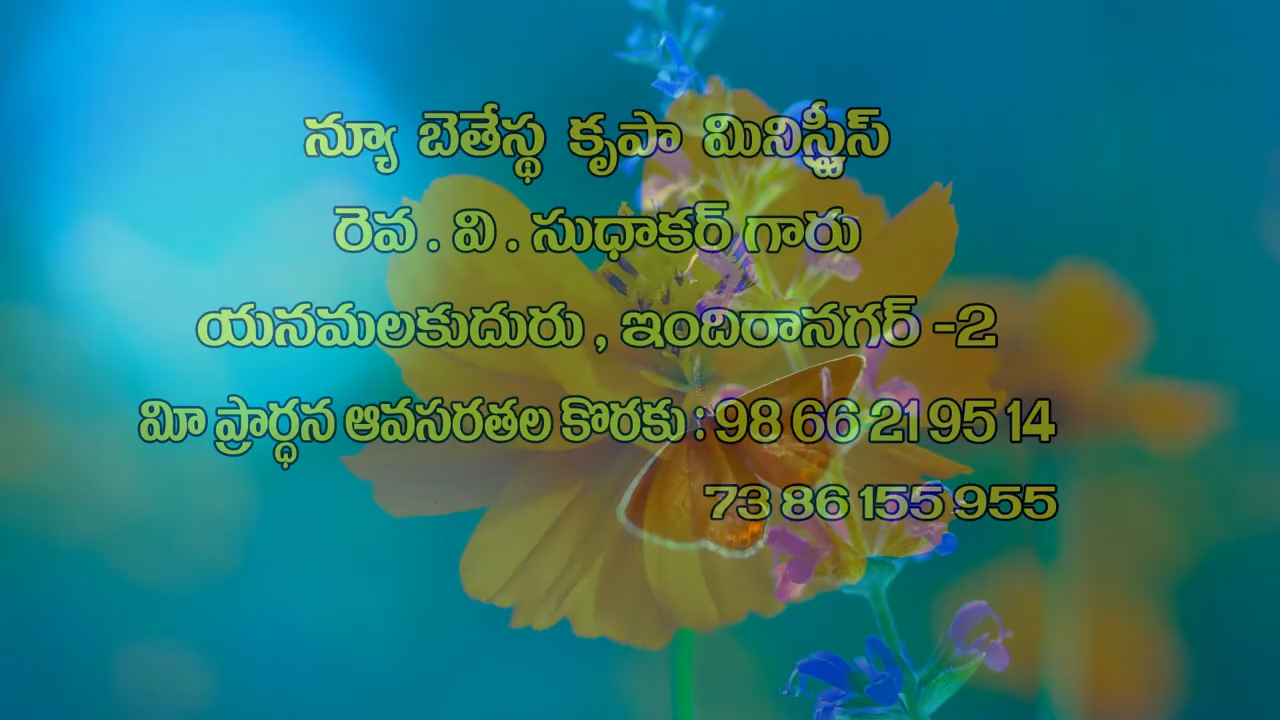 న్యూ బెతేస్థ కృపా మినిస్ట్రీస్
రెవ . వి . సుధాకర్ గారు
యనమలకుదురు , ఇందిరానగర్ -2
మీ ప్రార్ధన ఆవసరతల కొరకు : 98 66 21 95 14
73 86 155 955